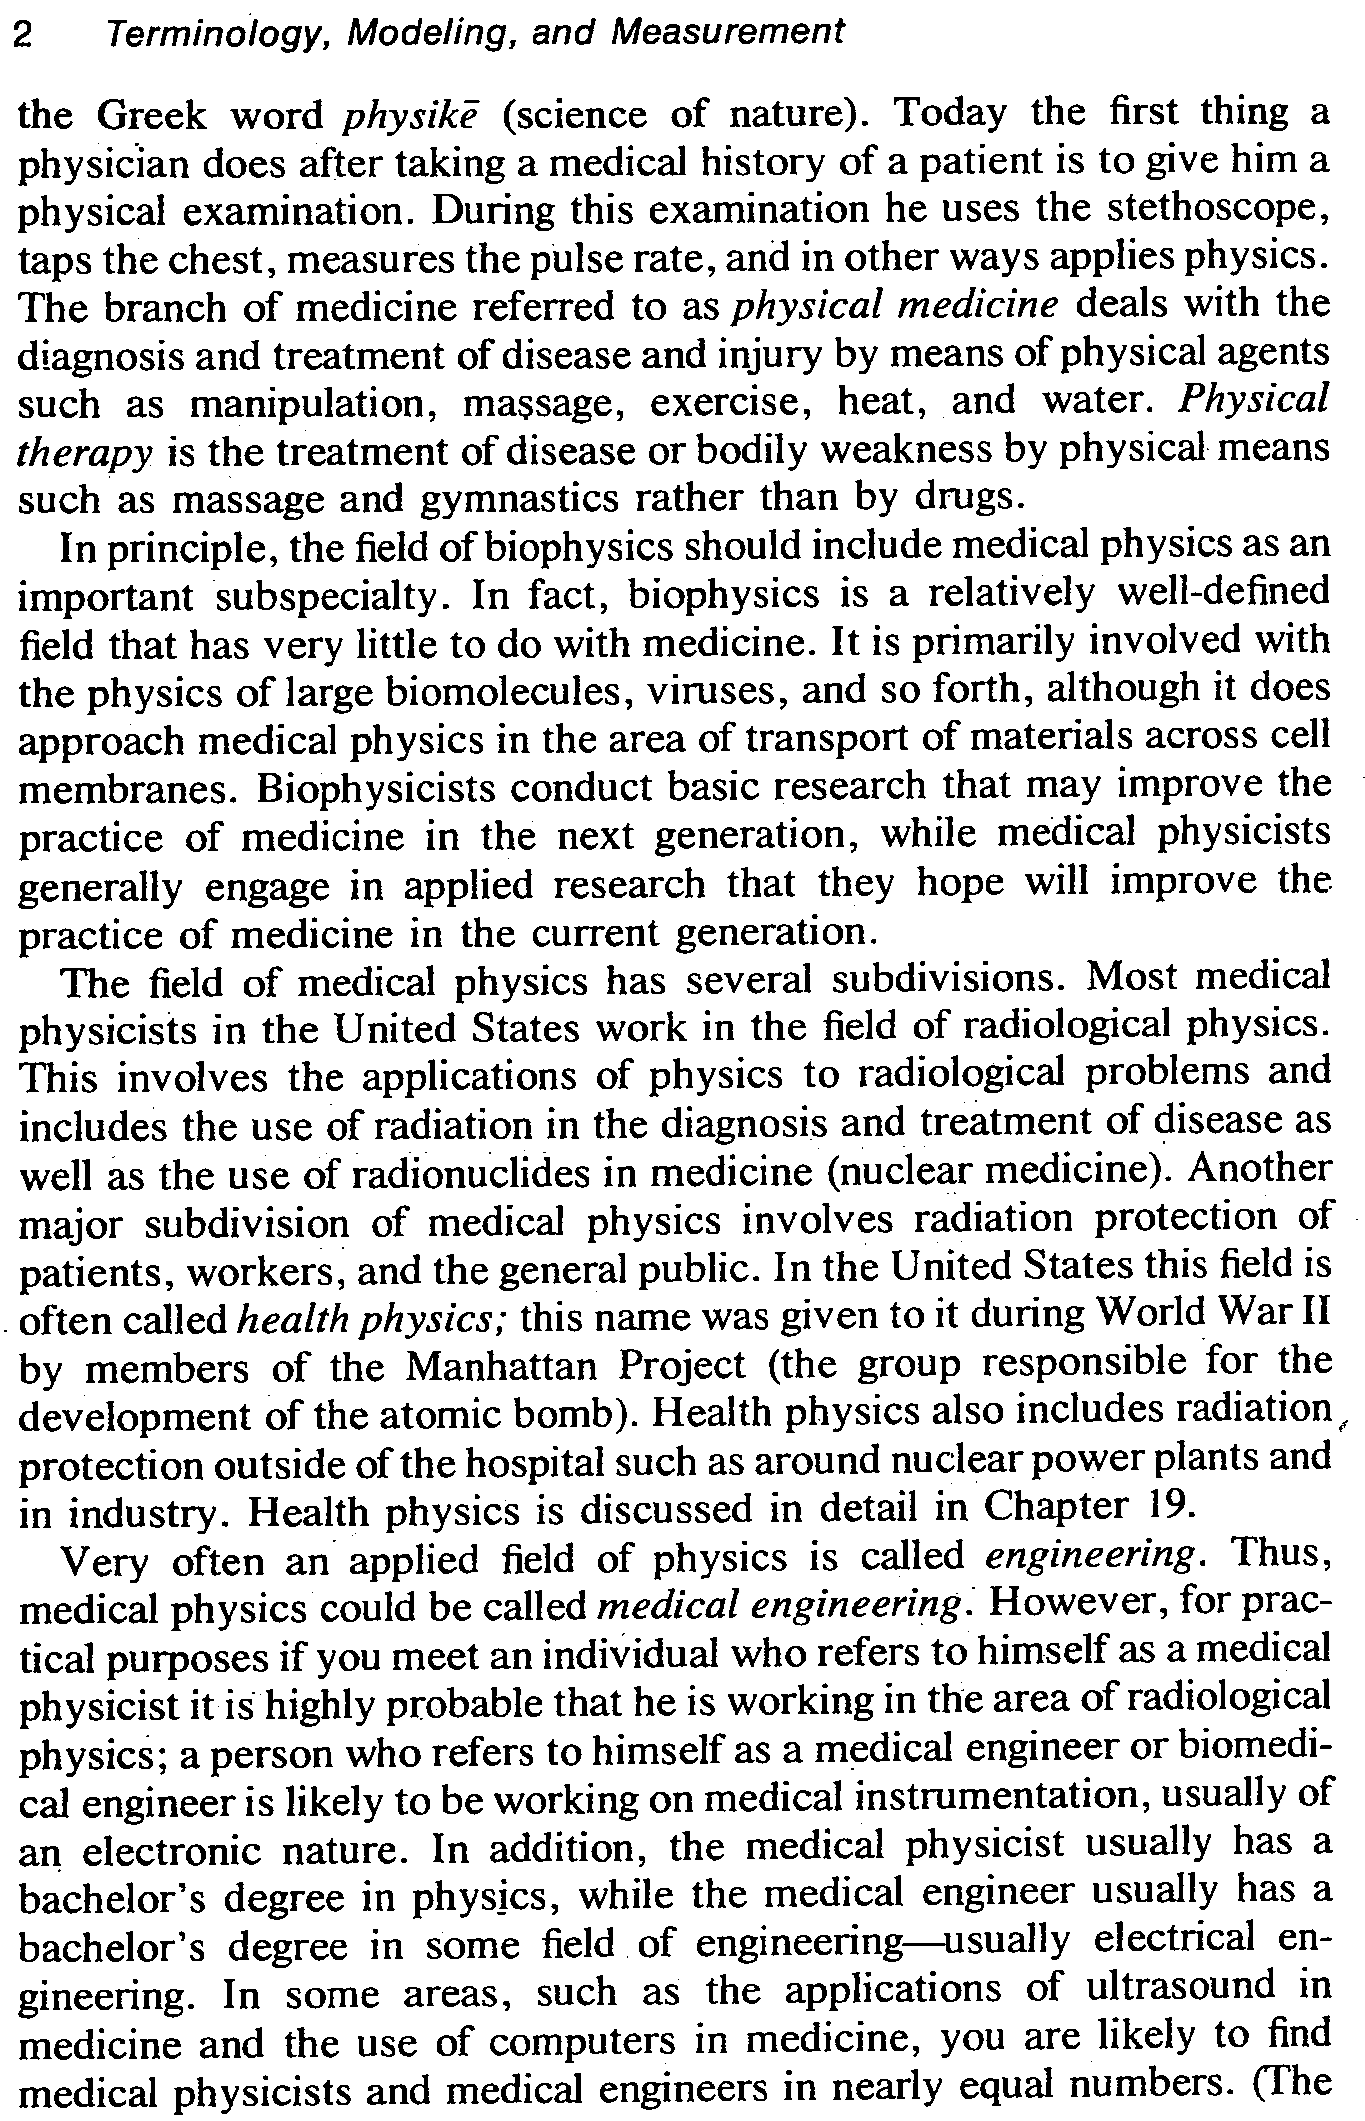 2 Terminology, Modeling, and Measurement
the Greek word physikē (science of nature). Today the first thing a
physician does after taking a medical history of a patient is to give him a
physical examination. During this examination he uses the stethoscope,
taps the chest, measures the pulse rate, and in other ways applies physics.
The branch of medicine referred to as physical medicine deals with the
diagnosis and treatment of disease and injury by means of physical agents
such as manipulation, massage, exercise, heat, and water. Physical
therapy is the treatment of disease or bodily weakness by physical means
such as massage and gymnastics rather than by drugs.
In principle, the field of biophysics should include medical physics as an
important subspecialty. In fact, biophysics is a relatively well-defined
field that has very little to do with medicine. It is primarily involved with
the physics of large biomolecules, viruses, and so forth, although it does
approach medical physics in the area of transport of materials across cell
membranes. Biophysicists conduct basic research that may improve the
practice of medicine in the next generation, while medical physicists
generally engage in applied research that they hope will improve the
practice of medicine in the current generation.
The field of medical physics has several subdivisions. Most medical
physicists in the United States work in the field of radiological physics.
This involves the applications of physics to radiological problems and
includes the use of radiation in the diagnosis and treatment of disease as
well as the use of radionuclides in medicine (nuclear medicine). Another
major subdivision of medical physics involves radiation protection of
patients, workers, and the general public. In the United States this field is
often called health physics; this name was given to it during World War II
by members of the Manhattan Project (the group responsible for the
development of the atomic bomb). Health physics also includes radiation
protection outside of the hospital such as around nuclear power plants and
in industry. Health physics is discussed in detail in Chapter 19.
Very often an applied field of physics is called engineering. Thus,
medical physics could be called medical engineering. However, for prac-
tical purposes if you meet an individual who refers to himself as a medical
physicist it is highly probable that he is working in the area of radiological
physics; a person who refers to himself as a medical engineer or biomedi-
cal engineer is likely to be working on medical instrumentation, usually of
an electronic nature. In addition, the medical physicist usually has a
bachelor's degree in physics, while the medical engineer usually has a
bachelor's degree in some field of engineering—usually electrical en-
gineering. In some areas, such as the applications of ultrasound in
medicine and the use of computers in medicine, you are likely to find
medical physicists and medical engineers in nearly equal numbers. (The